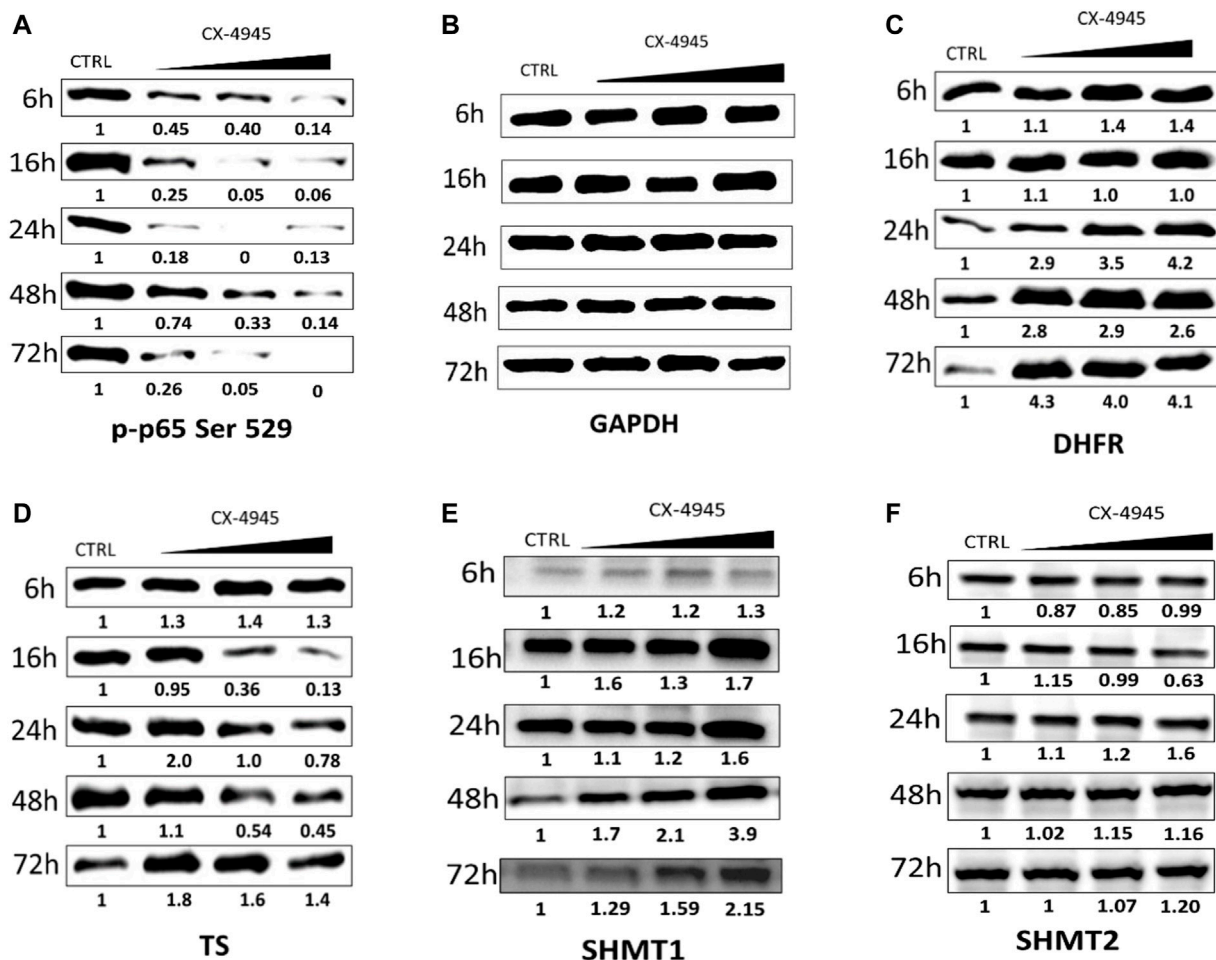 A
CX-4945
CTRL
6h
1 0.45 0.40 0.14
16h
1 0.25 0.05 0.06
24h
1 0.18 0 0.13
48h
1 0.74 0.33 0.14
72h
1 0.26 0.05 0
p-p65 Ser 529
B
CX-4945
CTRL
6h
16h
24h
48h
72h
GAPDH
C
CX-4945
CTRL
6h
1 1.1 1.4 1.4
16h
1 1.1 1.0 1.0
24h
1 2.9 3.5 4.2
48h
1 2.8 2.9 2.6
72h
1 4.3 4.0 4.1
DHFR
D
CX-4945
CTRL
6h
1 1.3 1.4 1.3
16h
1 0.95 0.36 0.13
24h
1 2.0 1.0 0.78
48h
1 1.1 0.54 0.45
72h
1 1.8 1.6 1.4
TS
E
CX-4945
CTRL
6h
1 1.2 1.2 1.3
16h
1 1.6 1.3 1.7
24h
1 1.1 1.2 1.6
48h
1 1.7 2.1 3.9
72h
1 1.29 1.59 2.15
SHMT1
F
CX-4945
CTRL
6h
1 0.87 0.85 0.99
16h
1 1.15 0.99 0.63
24h
1 1.1 1.2 1.6
48h
1 1.02 1.15 1.16
72h
1 1 1.07 1.20
SHMT2